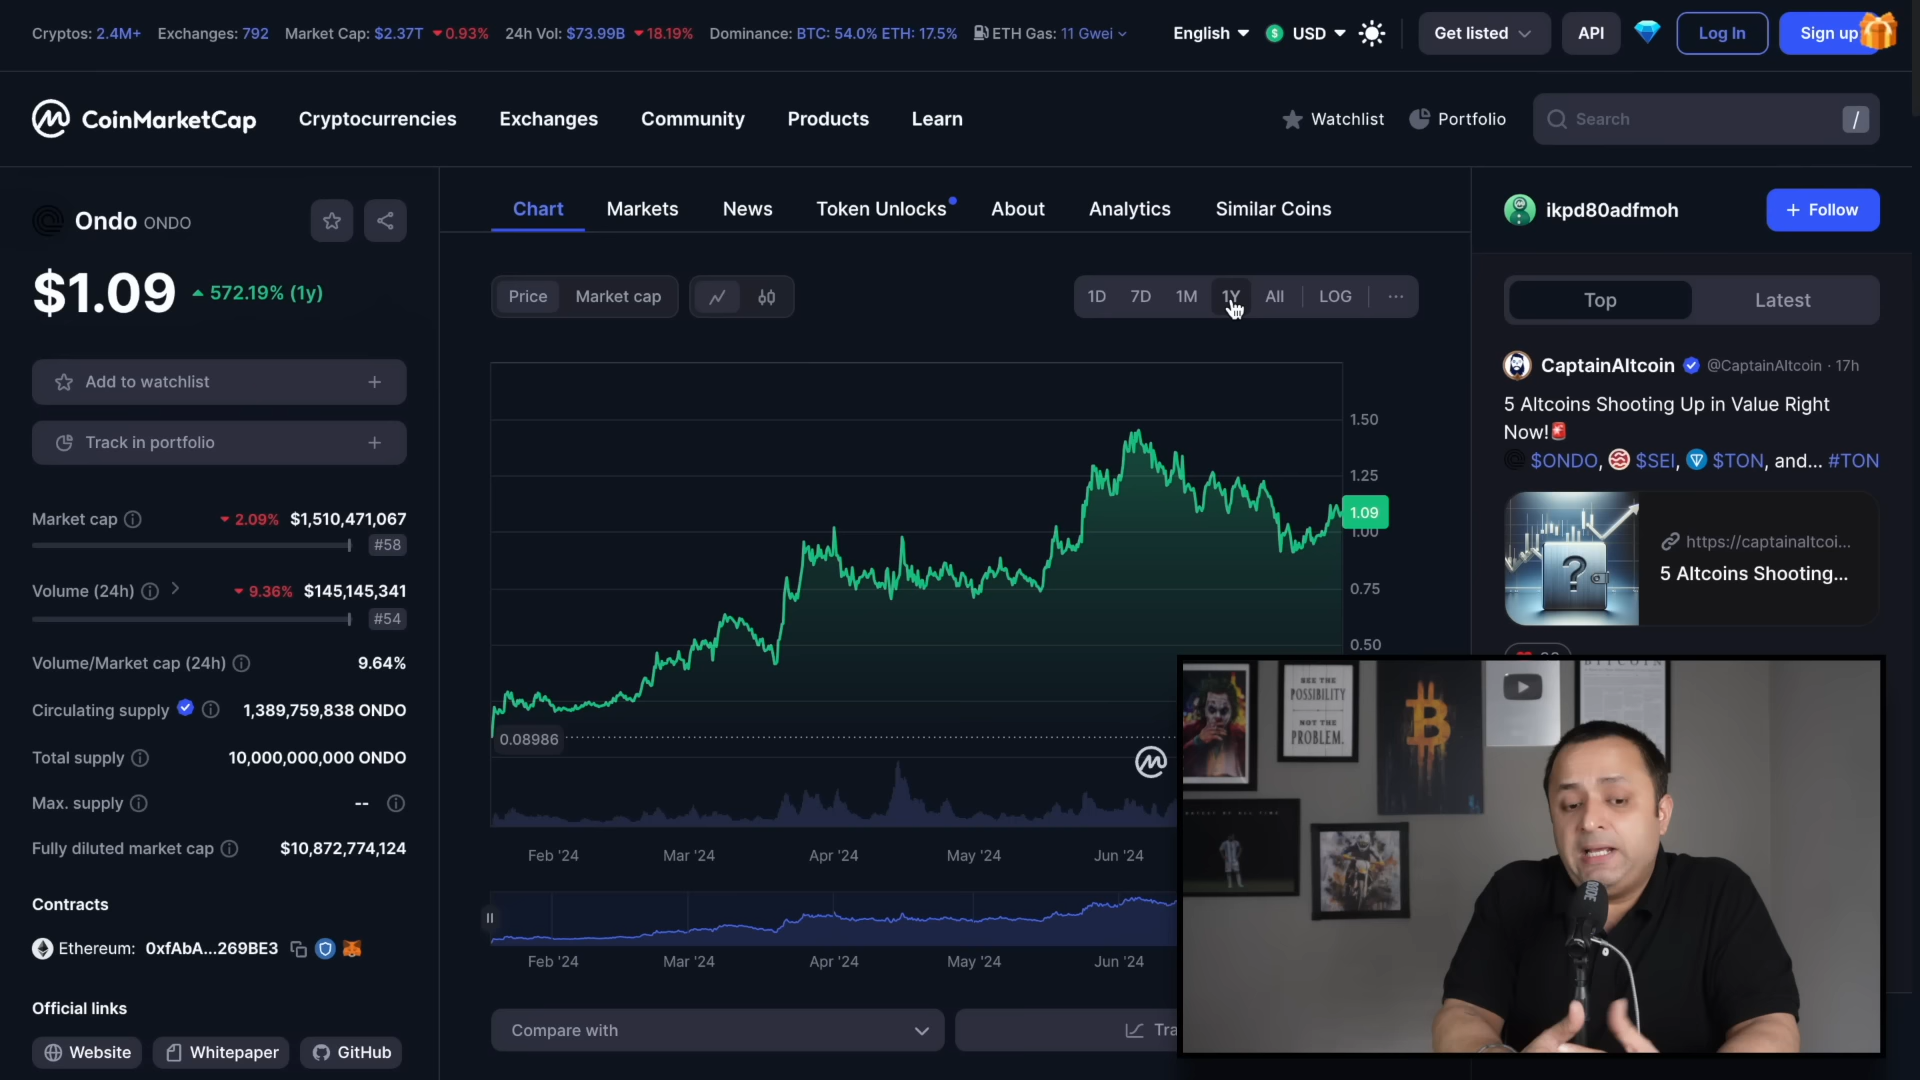 Cryptos: 2.4M+ Exchanges: 792 Market Cap: $2.37T 0.93% 24h Vol: $73.99B 18.19% Dominance: BTC: 54.0% ETH: 17.5% ETH Gas: 11 Gwei English USD Get listed API Log In Sign up
CoinMarketCap Cryptocurrencies Exchanges Community Products Learn Watchlist Portfolio Search /
Ondo ONDO
$1.09 572.19% (1y)
Add to watchlist +
Track in portfolio +
Market cap 2.09% $1,510,471,067
#58
Volume (24h) 9.36% $145,145,341
#54
Volume/Market cap (24h) 9.64%
Circulating supply 1,389,759,838 ONDO
Total supply 10,000,000,000 ONDO
Max. supply --
Fully diluted market cap $10,872,774,124
Contracts
Ethereum: 0xfAbA...269BE3
Official links
Website Whitepaper GitHub
Chart Markets News Token Unlocks About Analytics Similar Coins
Price Market cap 1D 7D 1M 1Y All LOG ...
1.50
1.25
1.09
1.00
0.75
0.50
0.08986
Feb '24 Mar '24 Apr '24 May '24 Jun '24
Feb '24 Mar '24 Apr '24 May '24 Jun '24
Compare with
ikpd80adfmoh + Follow
Top Latest
CaptainAltcoin @CaptainAltcoin · 17h
5 Altcoins Shooting Up in Value Right
Now!🚨
$ONDO, $SEI, $TON, and... #TON
https://captainaltcoi...
5 Altcoins Shooting...
SEE THE
POSSIBILITY
NOT THE
PROBLEM.
BITCOIN